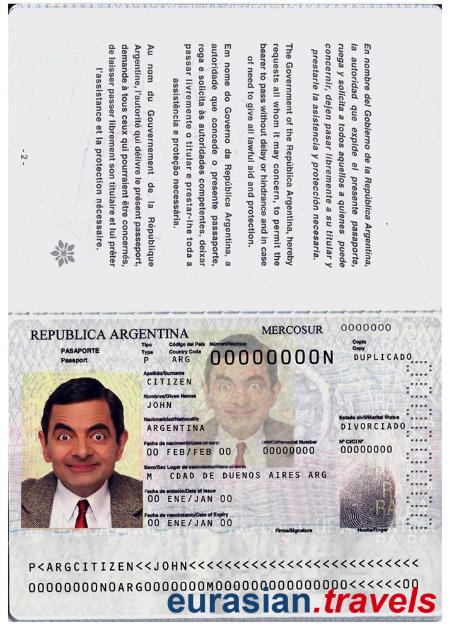 En nombre del Gobierno de la República Argentina,
la autoridad que expide el presente pasaporte,
ruega y solicita a todos aquellos a quienes puede
concernir, dejen pasar libremente a su titular y
prestarle la asistencia y protección necesaria.
The Government of the República Argentina, hereby
requests all whom it may concern, to permit the
bearer to pass without delay or hindrance and in case
of need to give all lawful aid and protection.
Em nome do Governo da República Argentina, a
autoridade que concede o presente passaporte,
roga e solicita às autoridades competentes, deixar
passar livremente o titular e prestar-lhe toda a
assistência e proteção necessária.
Au nom du Gouvernement de la République
Argentine, l'autorité qui délivre le présent passeport,
demande à tous ceux qui pourraient être concernés,
de laisser passer librement son titulaire et lui prêter
l'assistance et la protection nécessaire.
- 2 -
REPUBLICA ARGENTINA MERCOSUR 0000000
PASAPORTE
Passport
Tipo Código País Número/Number
Type Country Code
P ARG 00000000N
Copia
Copy
DUPLICADO
Apellido/Surname
CITIZEN
Nombres/Given Names
JOHN
Nacionalidad/Nationality
ARGENTINA
Estado civil/Marital Status
DIVORCIADO
Fecha de nacimiento/Date of birth
00 FEB/FEB 00
Personal Number
00000000
Nº CI/CI Nº
00000000
Sexo/Sex Lugar de nacimiento/Place of birth
M CDAD DE BUENOS AIRES ARG
Fecha de emisión/Date of Issue
00 ENE/JAN 00
Fecha de vencimiento/Date of Expiry
00 ENE/JAN 00
Firma/Signature
P<ARGCITIZEN<<JOHN<<<<<<<<<<<<<<<<<<<<<<<<<<
00000000N0ARG0000000M0000000000000000<<<<<<00
eurasian.travels